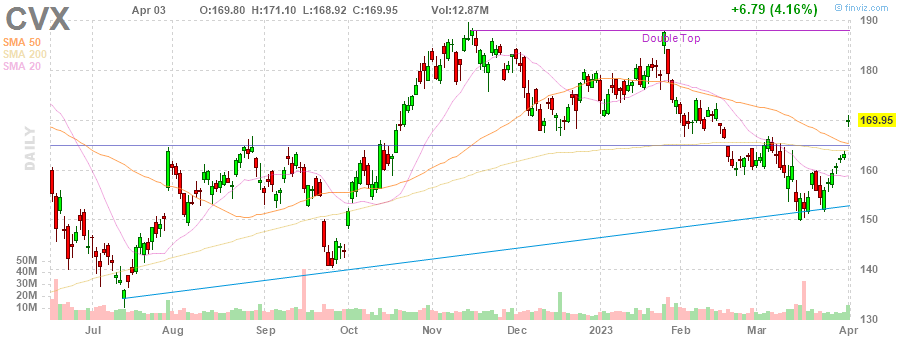 CVX
Apr 03 O:169.80 H:171.10 L:168.92 C:169.95 Vol:12.87M +6.79 (4.16%) @ finviz.com
SMA 50
SMA 200
SMA 20
Double Top
DAILY
190
180
169.95
160
150
140
130
50M
40M
30M
20M
10M
Jul Aug Sep Oct Nov Dec 2023 Feb Mar Apr